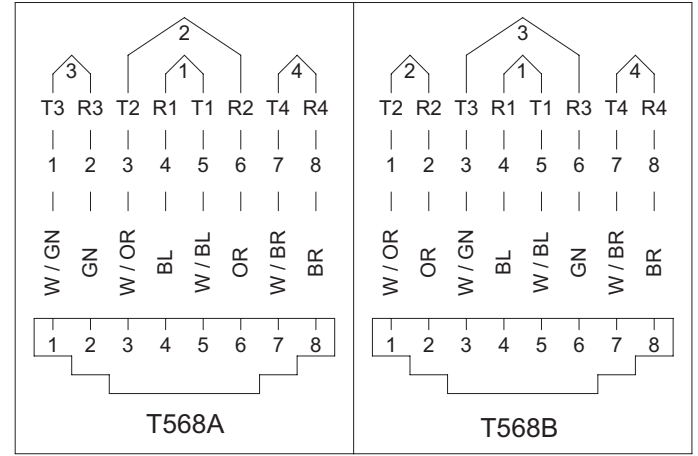 2
3 1 4
T3 R3 T2 R1 T1 R2 T4 R4
1 2 3 4 5 6 7 8
W / GN GN W / OR BL W / BL OR W / BR BR
1 2 3 4 5 6 7 8
T568A
3
2 1 4
T2 R2 T3 R1 T1 R3 T4 R4
1 2 3 4 5 6 7 8
W / OR OR W / GN BL W / BL GN W / BR BR
1 2 3 4 5 6 7 8
T568B